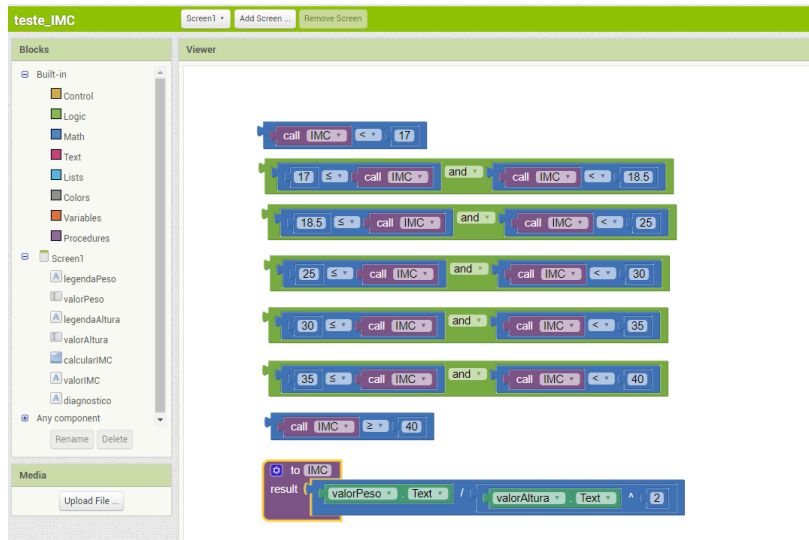 teste_IMC
Screen1 Add Screen ... Remove Screen
Blocks
Built-in
Control
Logic
Math
Text
Lists
Colors
Variables
Procedures
Screen1
legendaPeso
valorPeso
legendaAltura
valorAltura
calcularIMC
valorIMC
diagnostico
Any component
Rename Delete
Media
Upload File ...
Viewer
call IMC < 17
17 ≤ call IMC and call IMC < 18.5
18.5 ≤ call IMC and call IMC < 25
25 ≤ call IMC and call IMC < 30
30 ≤ call IMC and call IMC < 35
35 ≤ call IMC and call IMC < 40
call IMC ≥ 40
to IMC
result valorPeso . Text / valorAltura . Text ^ 2